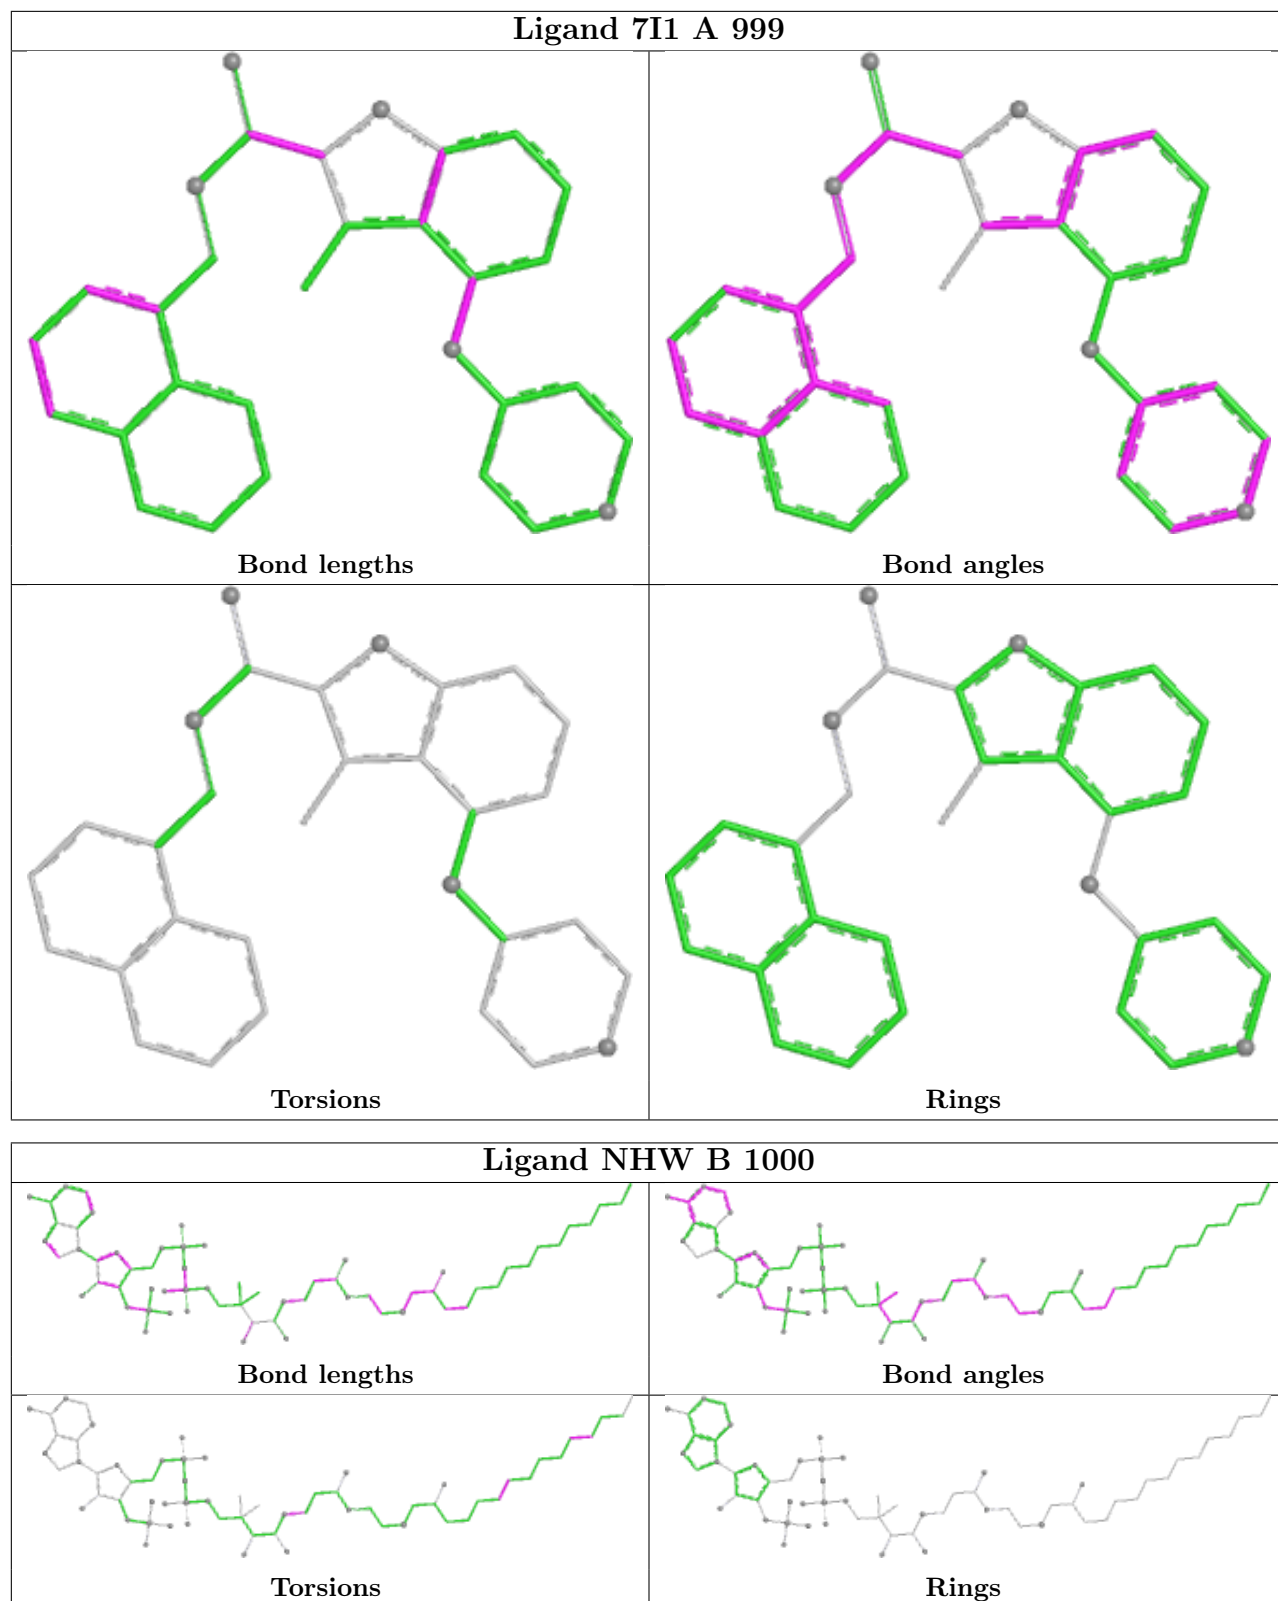 Ligand 7I1 A 999
Bond lengths
Bond angles
Torsions
Rings
Ligand NHW B 1000
Bond lengths
Bond angles
Torsions
Rings